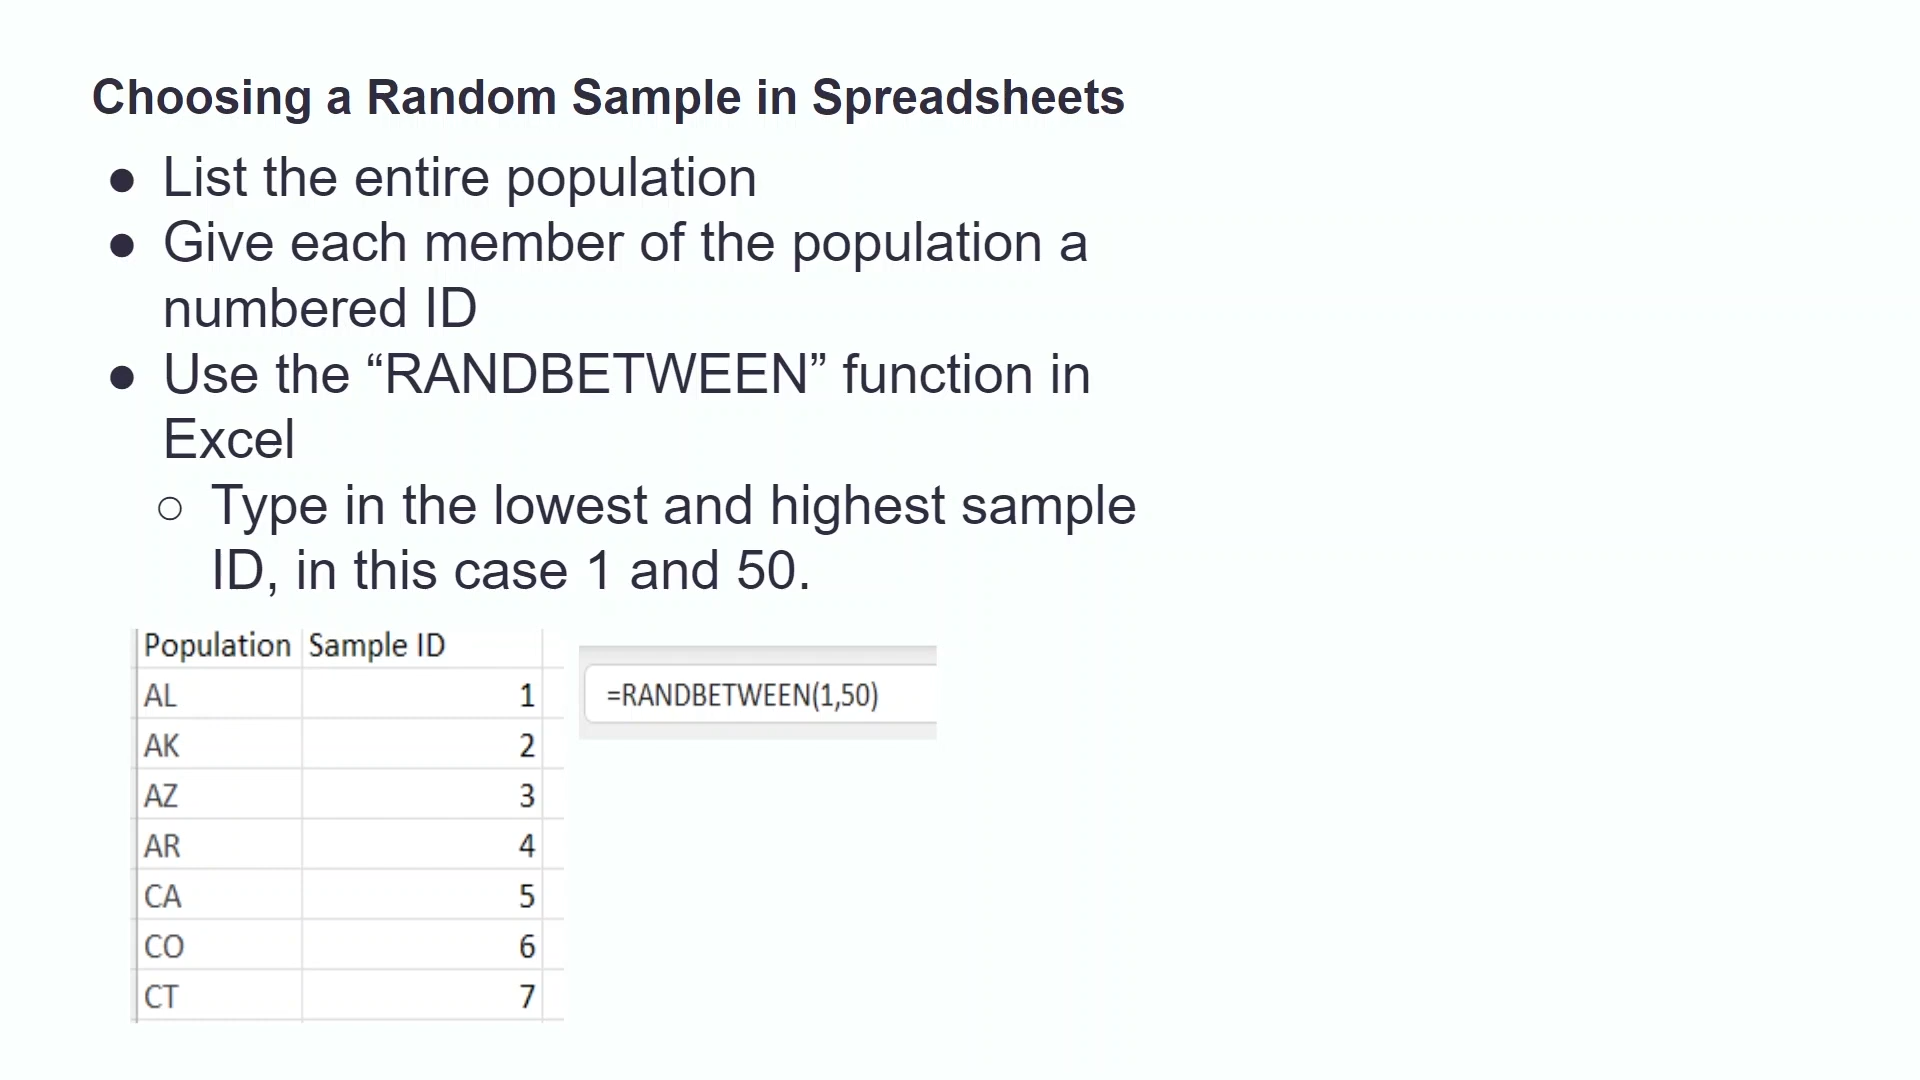 Choosing a Random Sample in Spreadsheets
● List the entire population
● Give each member of the population a
numbered ID
● Use the “RANDBETWEEN” function in
Excel
○ Type in the lowest and highest sample
ID, in this case 1 and 50.
Population Sample ID
AL 1
AK 2
AZ 3
AR 4
CA 5
CO 6
CT 7
=RANDBETWEEN(1,50)